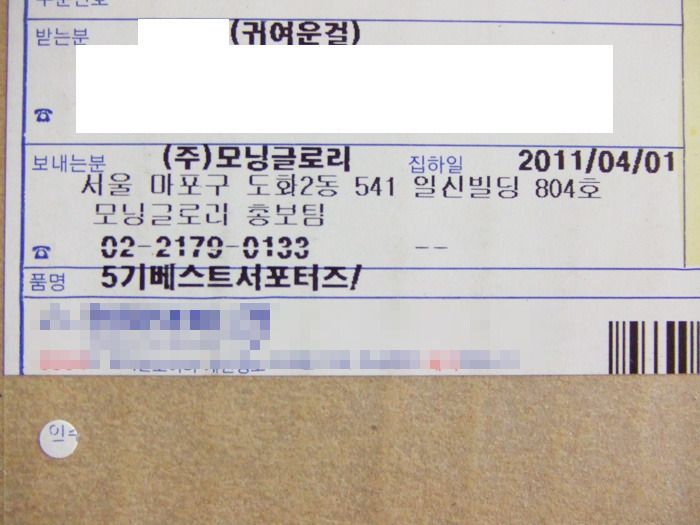 받는분 (귀여운걸)
☎
보내는분 (주)모닝글로리 집하일 2011/04/01
서울 마포구 도화2동 541 일신빌딩 804호
모닝글로리 홍보팀
☎ 02-2179-0133 --
품명 5기베스트서포터즈/